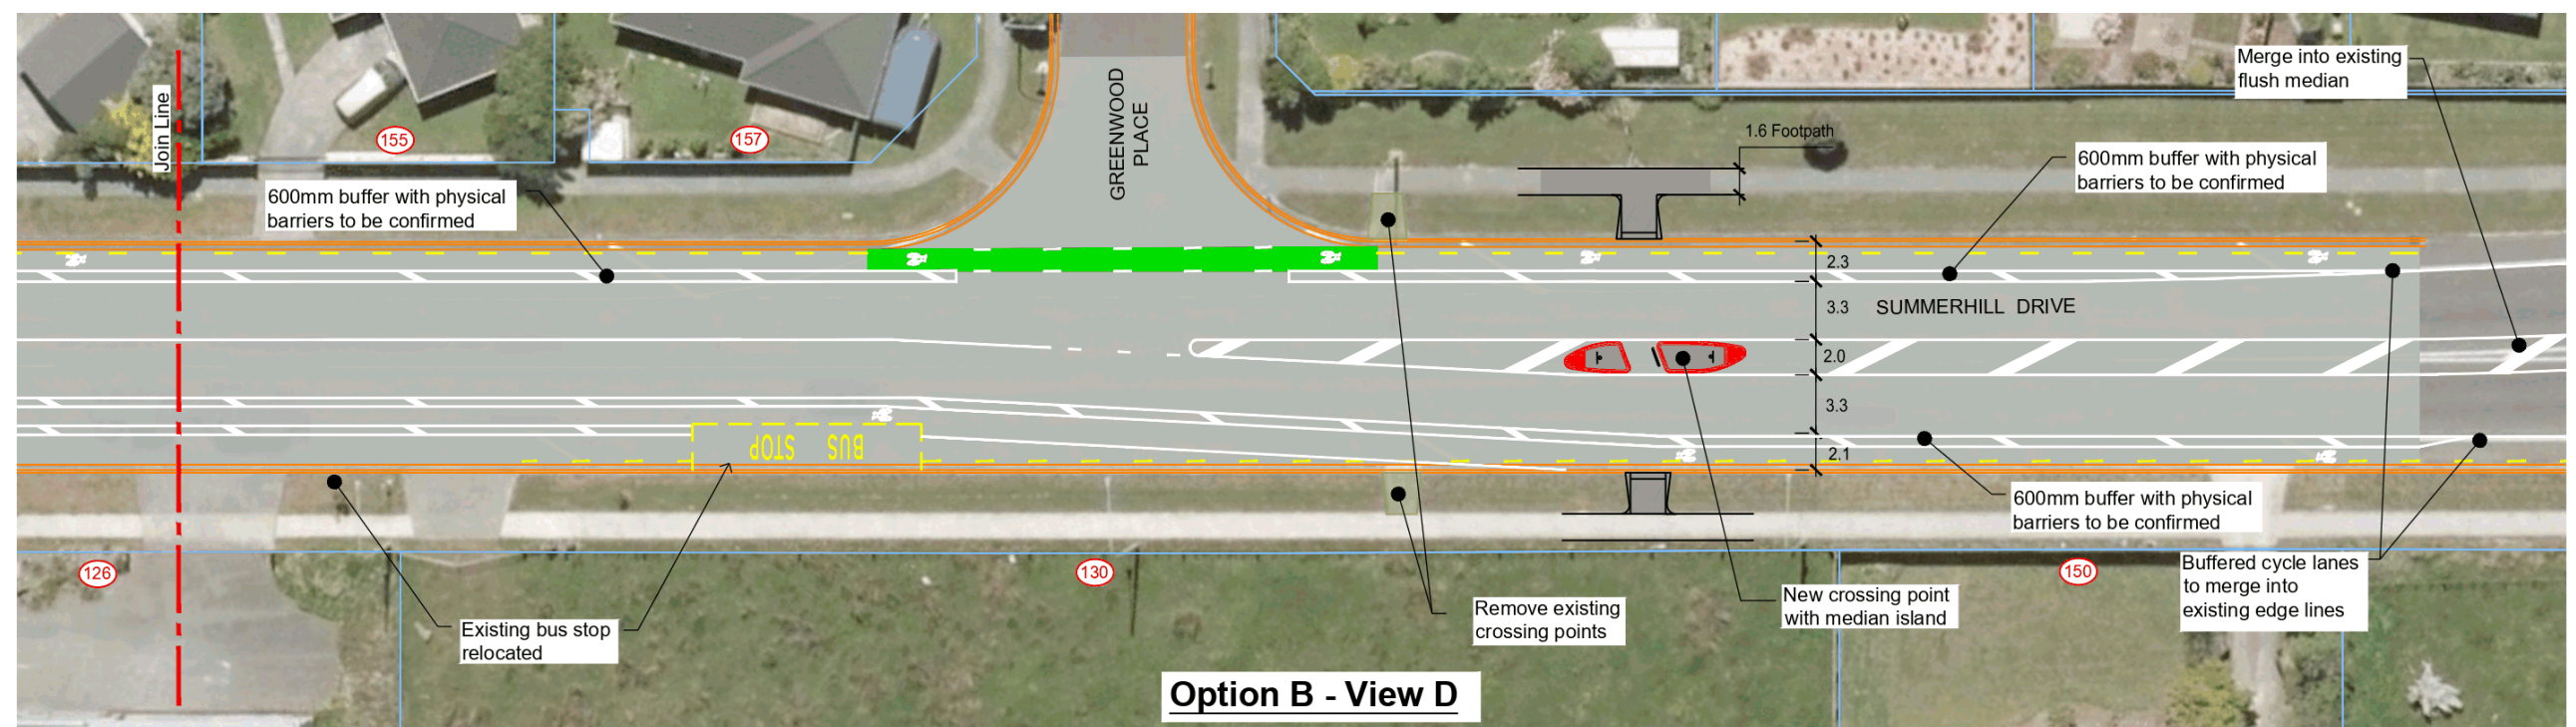 Merge into existing
flush median
Join Line
155
157
GREENWOOD
PLACE
1.6 Footpath
600mm buffer with physical
barriers to be confirmed
600mm buffer with physical
barriers to be confirmed
2.3
3.3
SUMMERHILL DRIVE
2.0
3.3
2.1
BUS STOP
600mm buffer with physical
barriers to be confirmed
126
130
150
Existing bus stop
relocated
Remove existing
crossing points
New crossing point
with median island
Buffered cycle lanes
to merge into
existing edge lines
Option B - View D